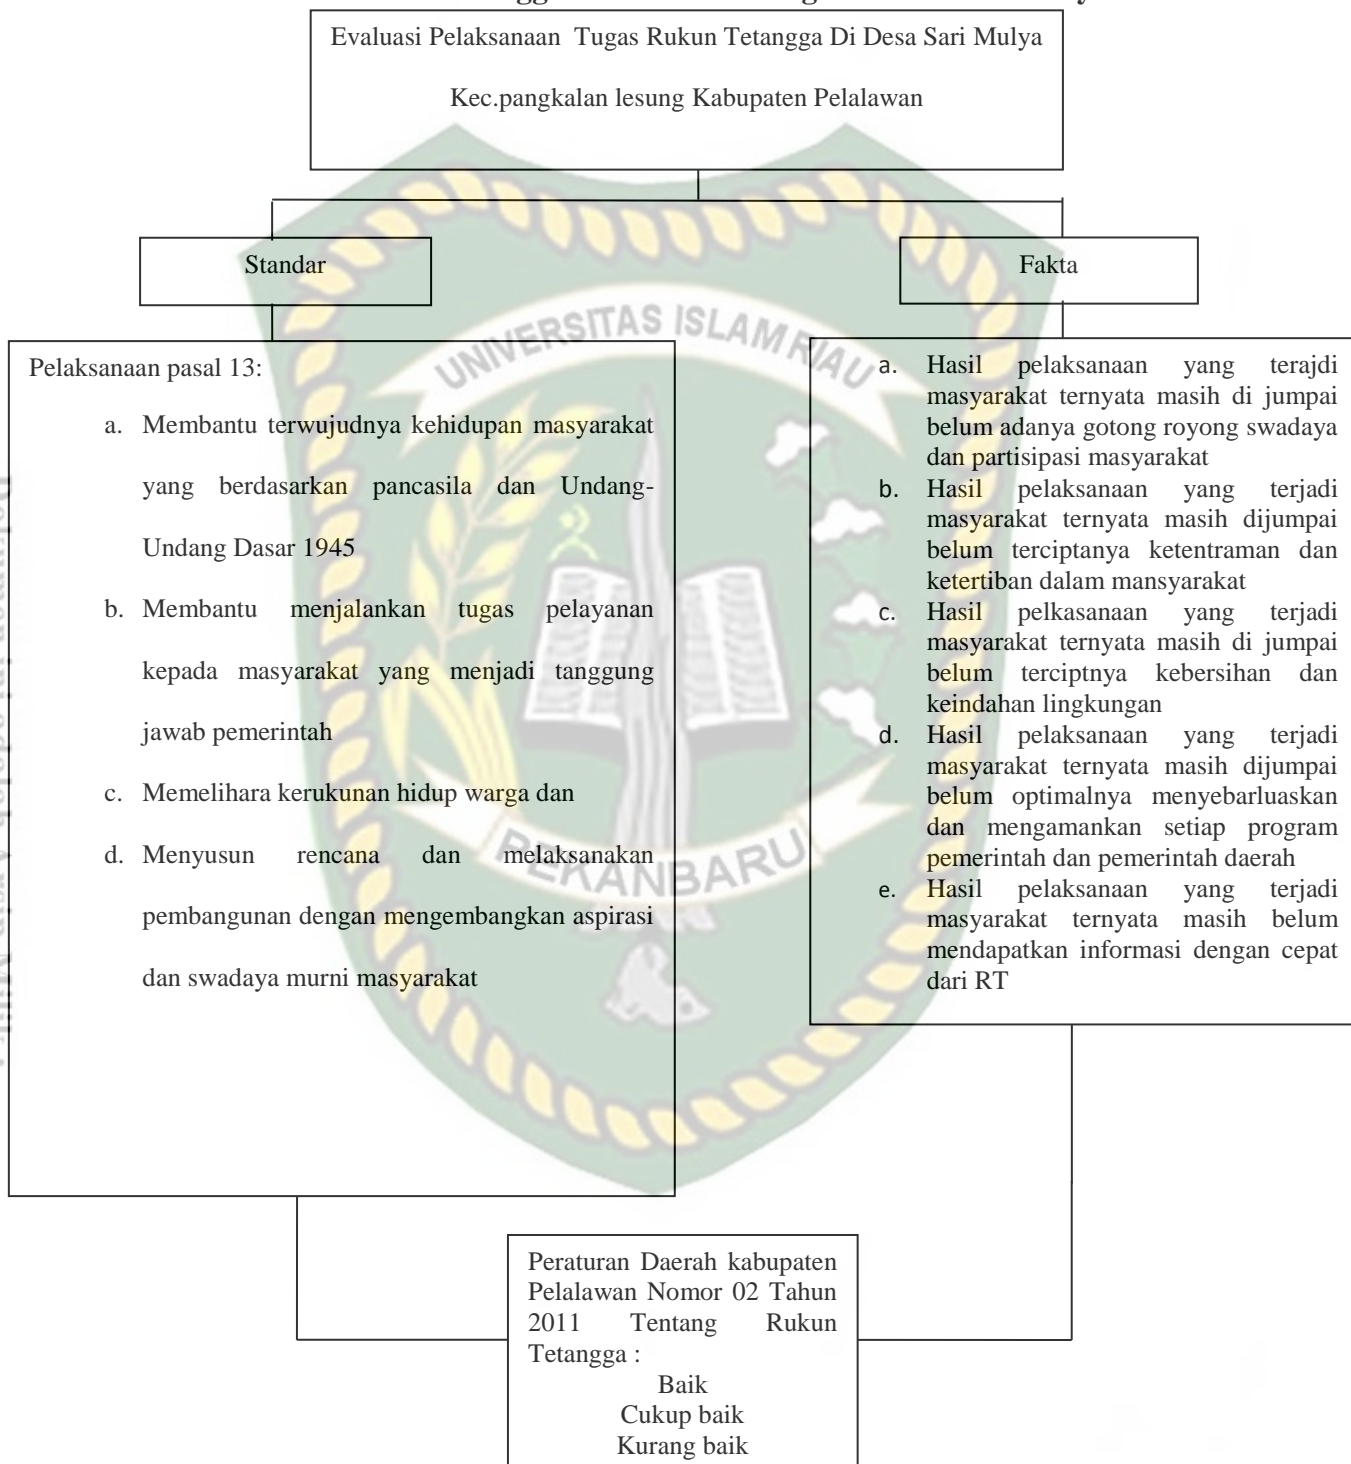 Evaluasi Pelaksanaan Tugas Rukun Tetangga Di Desa Sari Mulya
Kec.pangkalan lesung Kabupaten Pelalawan
Standar
Fakta
Pelaksanaan pasal 13:
a. Membantu terwujudnya kehidupan masyarakat
yang berdasarkan pancasila dan Undang-
Undang Dasar 1945
b. Membantu menjalankan tugas pelayanan
kepada masyarakat yang menjadi tanggung
jawab pemerintah
c. Memelihara kerukunan hidup warga dan
d. Menyusun rencana dan melaksanakan
pembangunan dengan mengembangkan aspirasi
dan swadaya murni masyarakat
a. Hasil pelaksanaan yang terajdi
masyarakat ternyata masih di jumpai
belum adanya gotong royong swadaya
dan partisipasi masyarakat
b. Hasil pelaksanaan yang terjadi
masyarakat ternyata masih dijumpai
belum terciptanya ketentraman dan
ketertiban dalam mansyarakat
c. Hasil pelkasanaan yang terjadi
masyarakat ternyata masih di jumpai
belum terciptnya kebersihan dan
keindahan lingkungan
d. Hasil pelaksanaan yang terjadi
masyarakat ternyata masih dijumpai
belum optimalnya menyebarluaskan
dan mengamankan setiap program
pemerintah dan pemerintah daerah
e. Hasil pelaksanaan yang terjadi
masyarakat ternyata masih belum
mendapatkan informasi dengan cepat
dari RT
Peraturan Daerah kabupaten
Pelalawan Nomor 02 Tahun
2011 Tentang Rukun
Tetangga :
Baik
Cukup baik
Kurang baik
UNIVERSITAS ISLAM RIAU
PEKANBARU